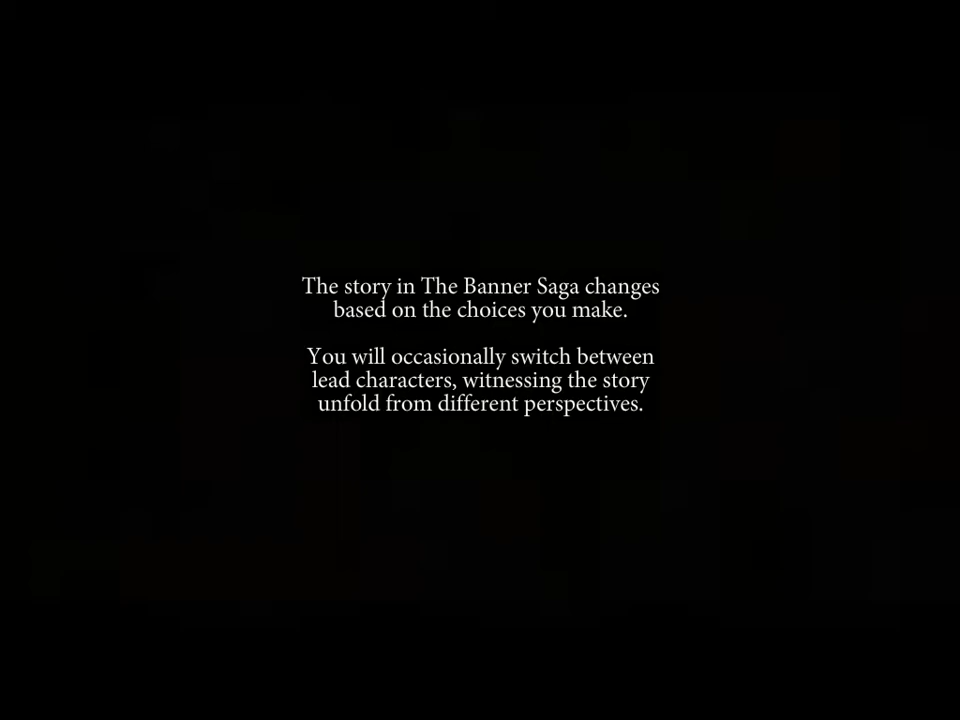 The story in The Banner Saga changes
based on the choices you make.
You will occasionally switch between
lead characters, witnessing the story
unfold from different perspectives.